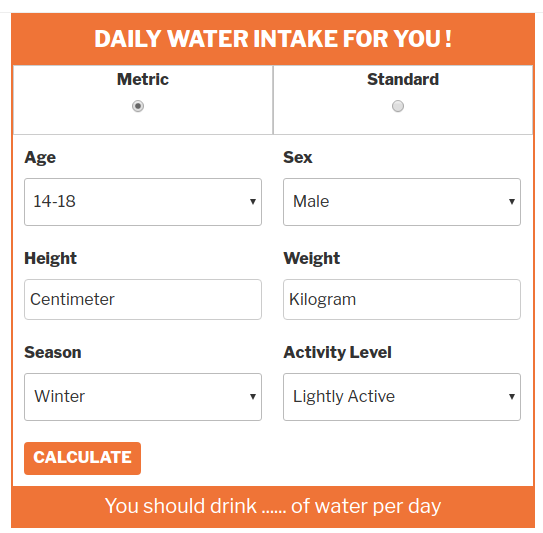 DAILY WATER INTAKE FOR YOU !
Metric Standard
Age Sex
14-18 Male
Height Weight
Centimeter Kilogram
Season Activity Level
Winter Lightly Active
CALCULATE
You should drink ...... of water per day